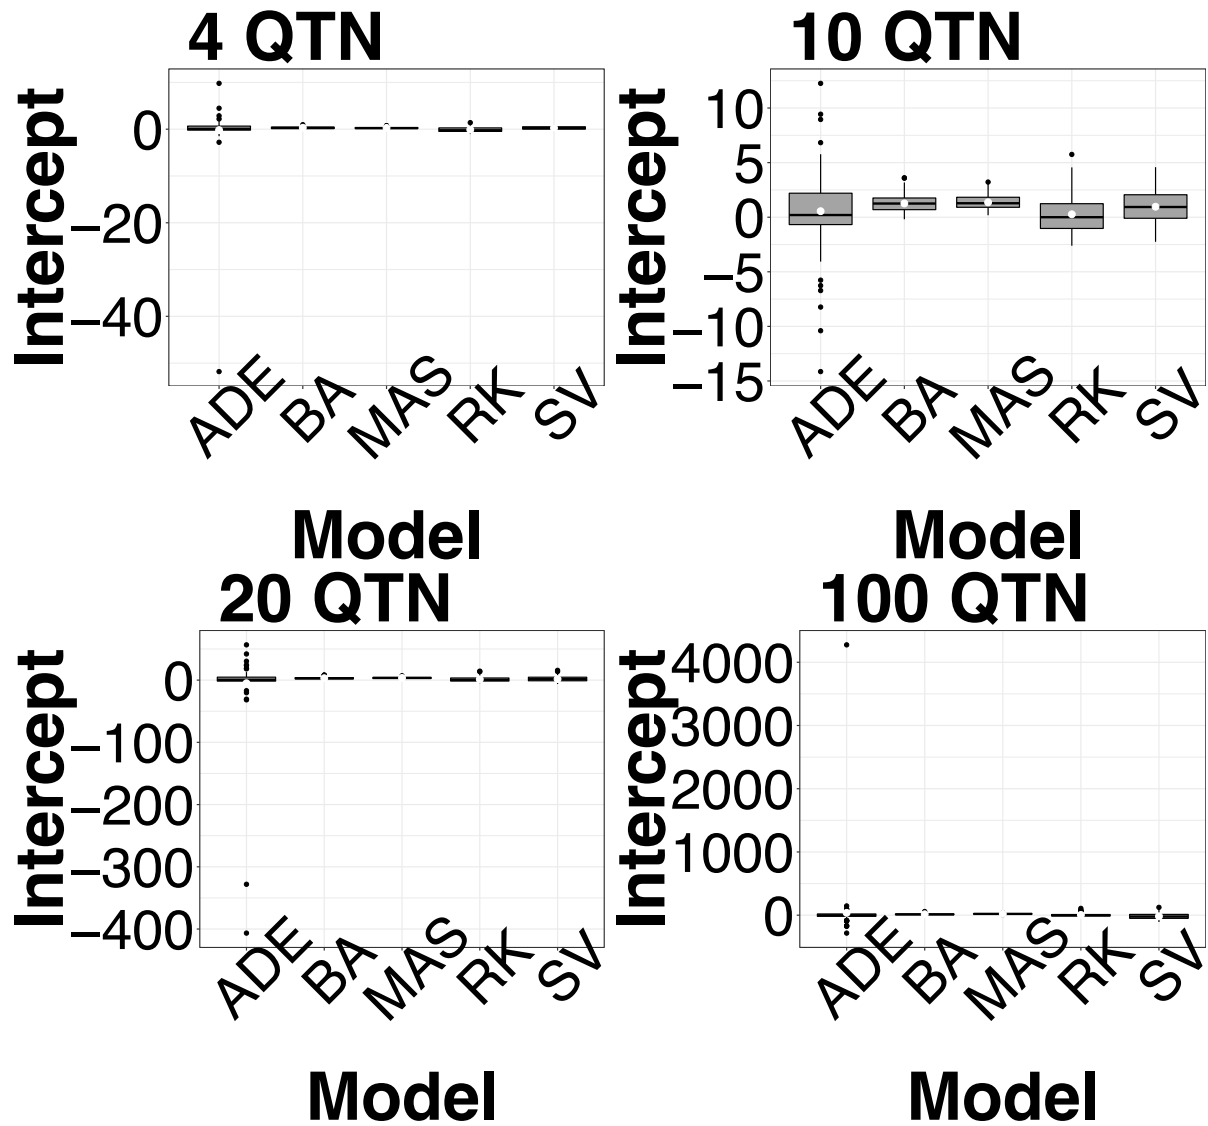 4 QTN
Intercept
0
−20
−40
ADE
BA
MAS
RK
SV
Model
10 QTN
Intercept
10
5
0
−5
−10
−15
ADE
BA
MAS
RK
SV
Model
20 QTN
Intercept
0
−100
−200
−300
−400
ADE
BA
MAS
RK
SV
Model
100 QTN
Intercept
4000
3000
2000
1000
0
ADE
BA
MAS
RK
SV
Model